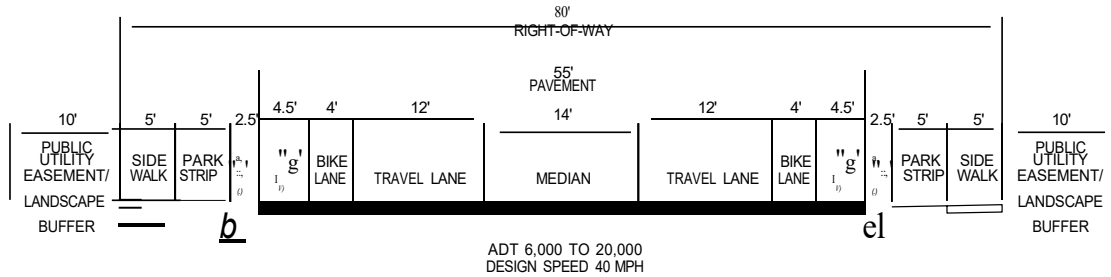 80'
RIGHT-OF-WAY
55'
PAVEMENT
4.5' 4' 12' 14' 12' 4' 4.5'
10' 5' 5' 2.5' 2.5' 5' 5' 10'
PUBLIC
UTILITY
EASEMENT/
LANDSCAPE
BUFFER
SIDE
WALK
PARK
STRIP
"g'
BIKE
LANE
TRAVEL LANE
MEDIAN
TRAVEL LANE
BIKE
LANE
"g'
PARK
STRIP
SIDE
WALK
PUBLIC
UTILITY
EASEMENT/
LANDSCAPE
BUFFER
b
el
ADT 6,000 TO 20,000
DESIGN SPEED 40 MPH